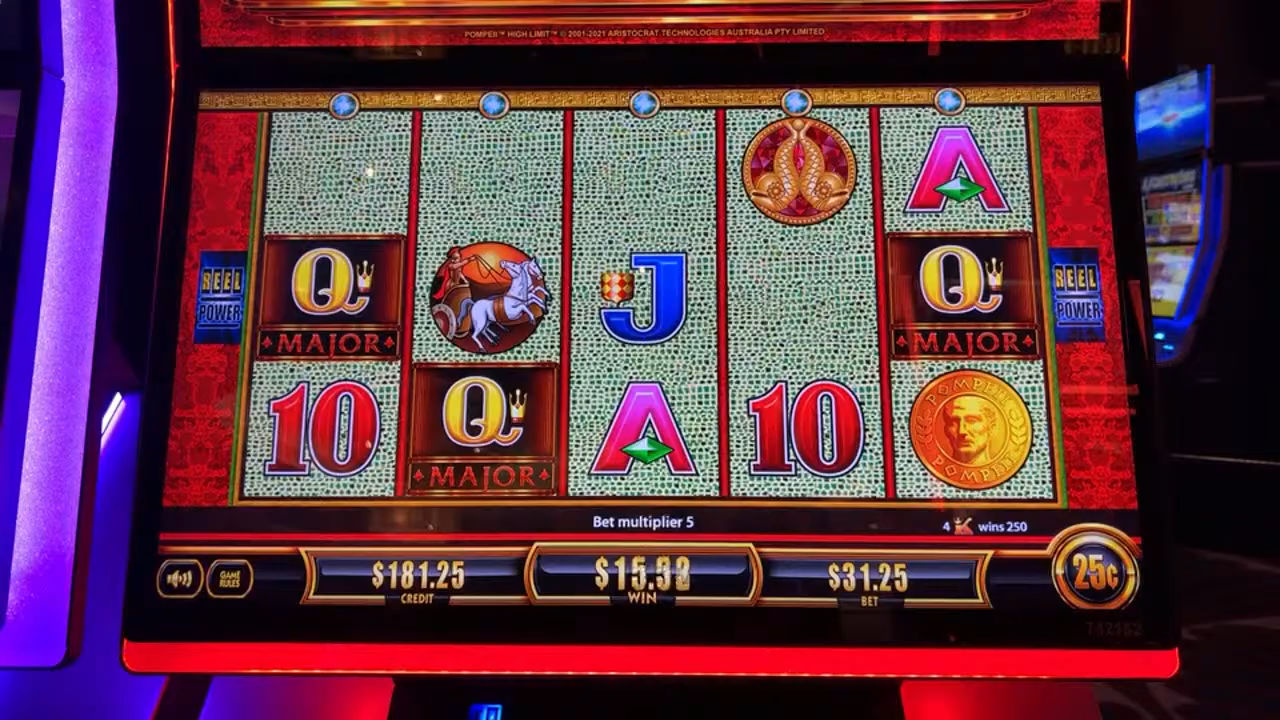 POMPEII™ HIGH LIMIT™ © 2001-2021 ARISTOCRAT TECHNOLOGIES AUSTRALIA PTY LIMITED
A
REEL POWER
Q
MAJOR
J
Q
MAJOR
REEL POWER
10
Q
MAJOR
A
10
POMPEII
POMPEII
Bet multiplier 5
4 wins 250
GAME RULES
$181.25
CREDIT
WIN
$31.25
BET
25¢